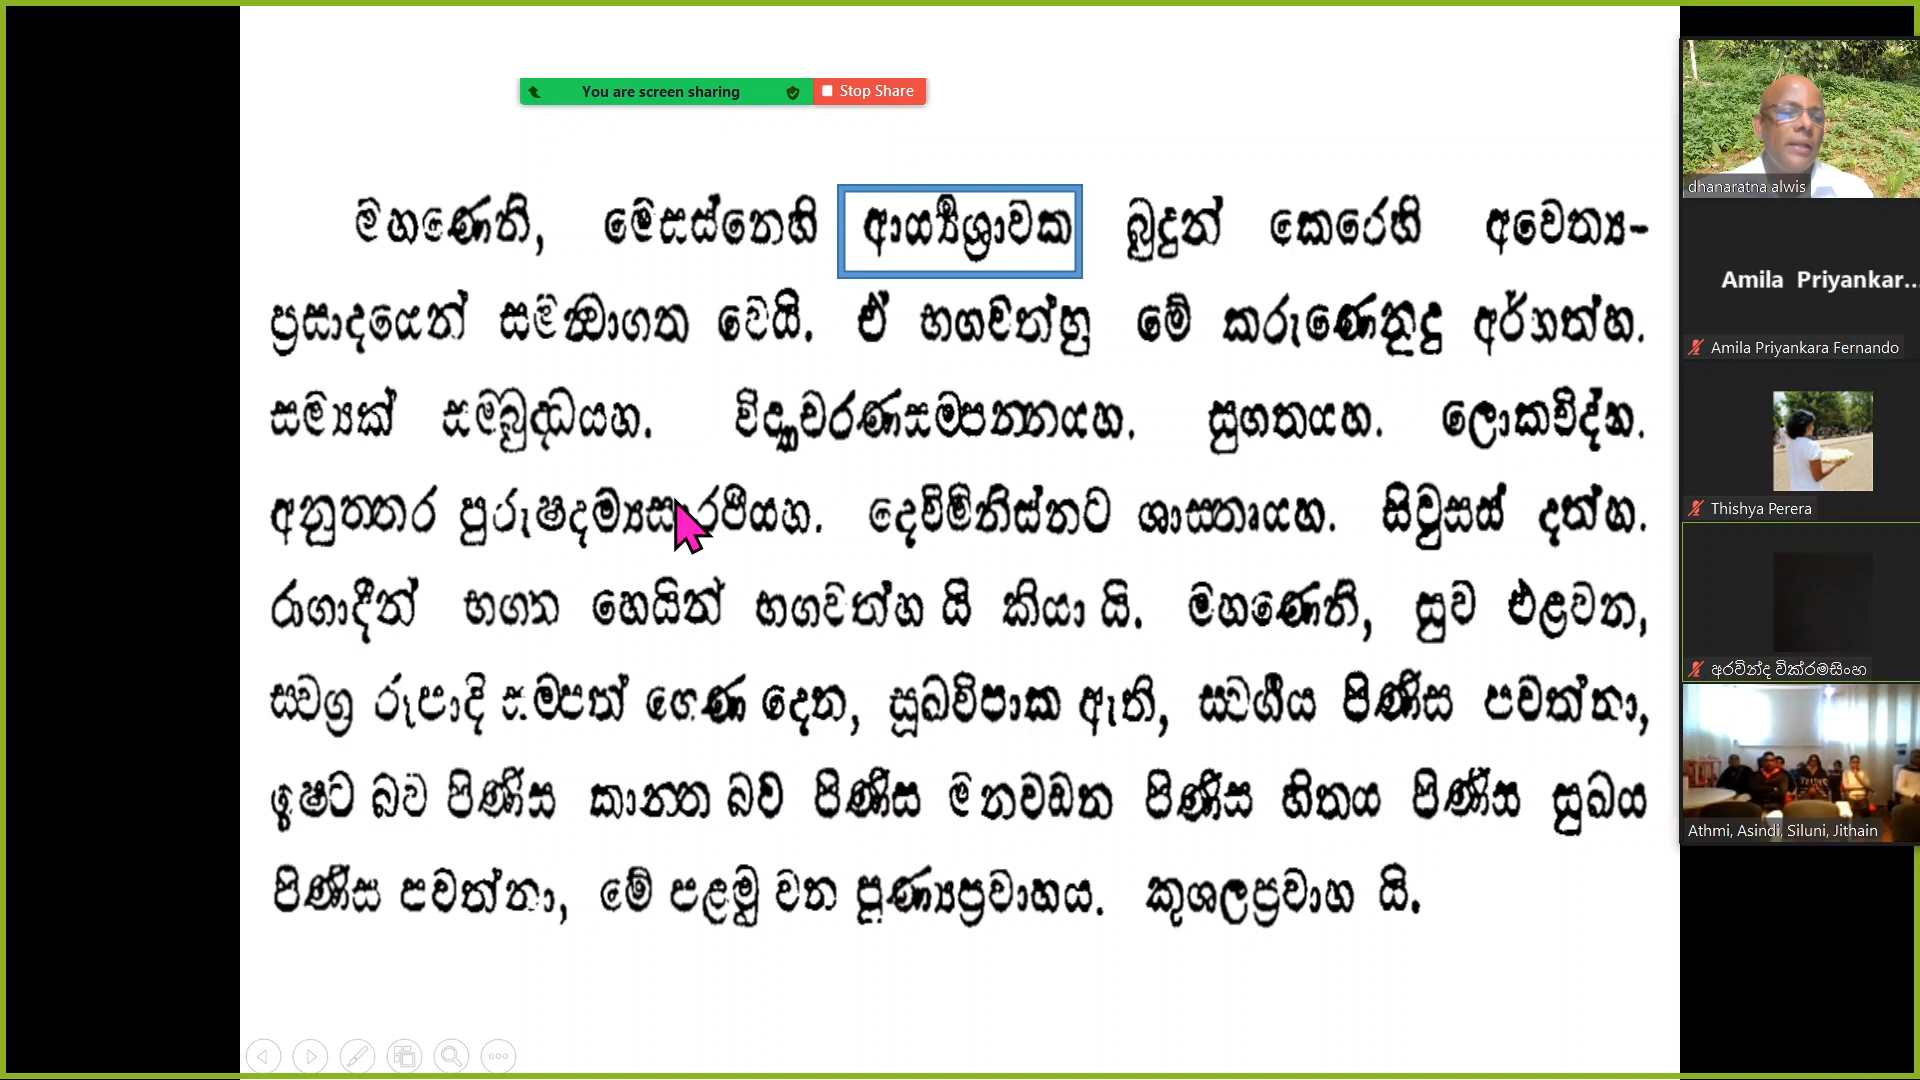 You are screen sharing
Stop Share
මහණෙනි, මෙසස්නෙහි ආර්‍ය්‍යශ්‍රාවක බුදුන් කෙරෙහි අවෙත්‍ය-
ප්‍රසාදයෙන් සමන්‍වාගත වෙයි. ඒ භගවත්හු මේ කරුණෙනුදු අර්හත්හ.
සම්‍යක් සම්බුද්ධයහ. විද්‍යාචරණසම්පන්නයහ. සුගතයහ. ලොකවිද්හ.
අනුත්තර පුරුෂදම්‍යසාරථීයහ. දෙව්මිනිස්නට ශාස්තෘයහ. සිවුසස් දත්හ.
රාගාදීන් භග්න හෙයින් භගවත්හ යි කියා යි. මහණෙනි, සුව එළවන,
ස්වග්‍ර රූපාදි සම්පත් ගෙණ දෙන, සුඛවිපාක ඇති, ස්වර්ගීය පිණිස පවත්නා,
ඉෂ්ට බව පිණිස කාන්ත බව පිණිස මනවඩන පිණිස හිතය පිණිස සුඛය
පිණිස පවත්නා, මේ පළමු වන පුණ්‍යප්‍රවාහය. කුශලප්‍රවාහ යි.
dhanaratna alwis
Amila Priyankar...
Amila Priyankara Fernando
Thishya Perera
අරවින්ද වික්රමසිංහ
Athmi, Asindi, Siluni, Jithain